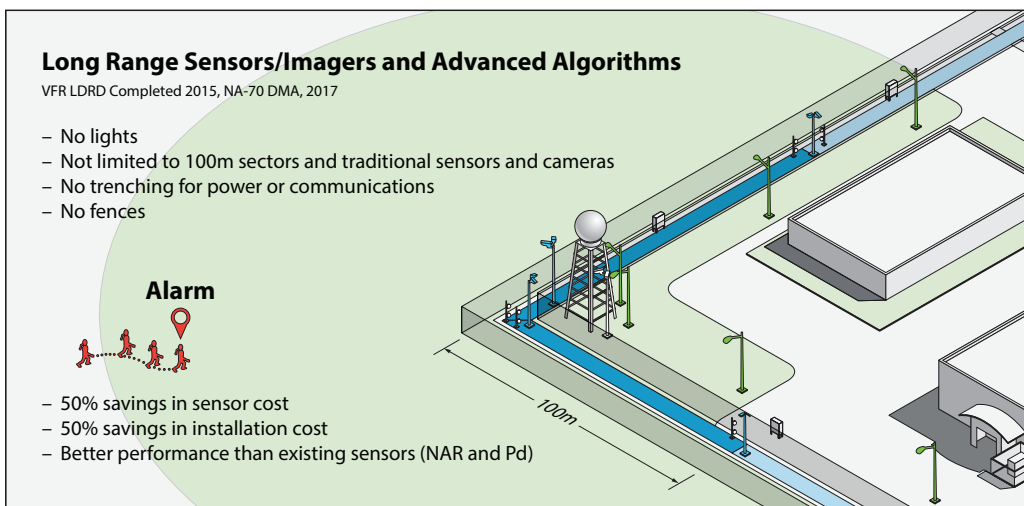 Long Range Sensors/Imagers and Advanced Algorithms
VFR LDRD Completed 2015, NA-70 DMA, 2017
– No lights
– Not limited to 100m sectors and traditional sensors and cameras
– No trenching for power or communications
– No fences
Alarm
– 50% savings in sensor cost
– 50% savings in installation cost
– Better performance than existing sensors (NAR and Pd)
100m